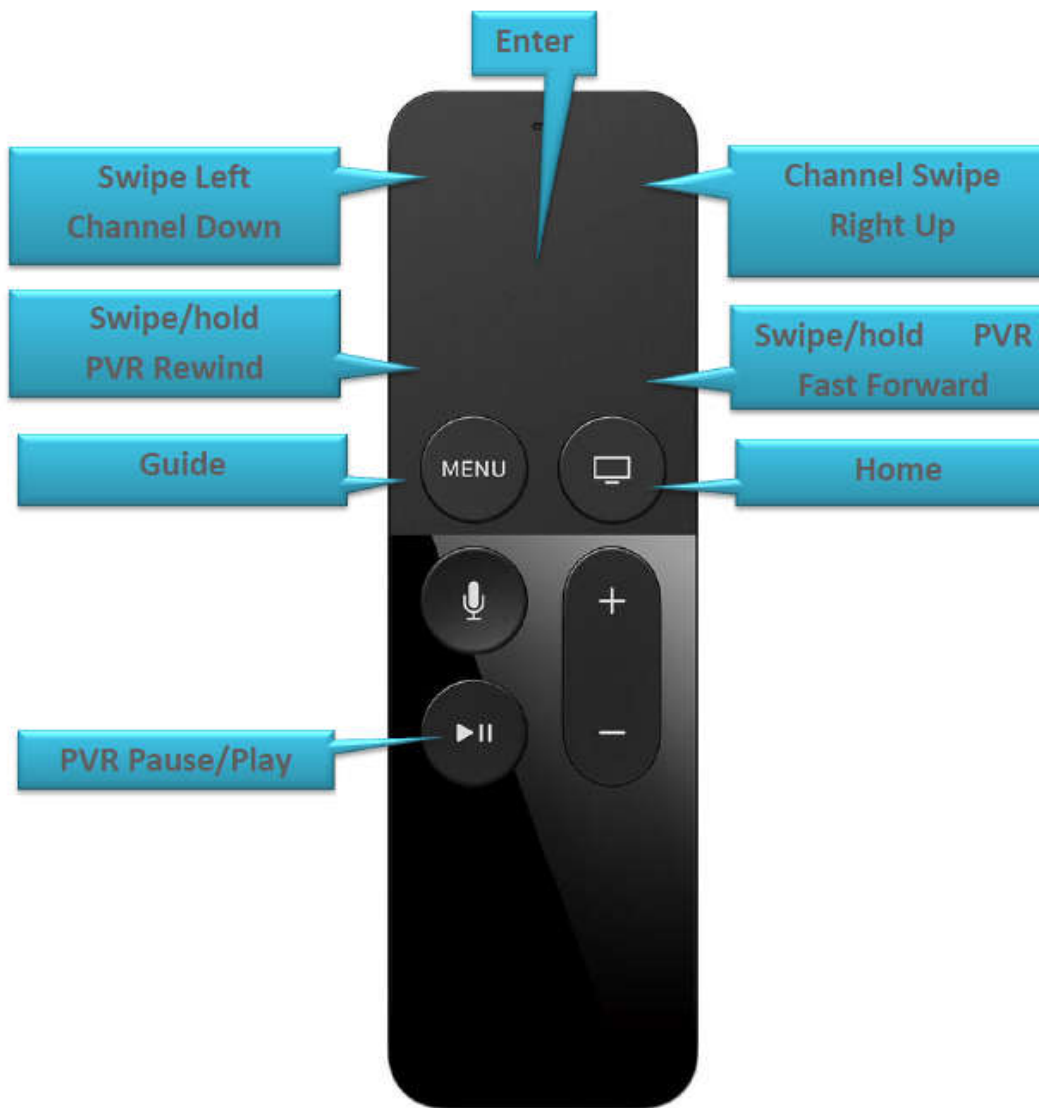 Enter
Swipe Left
Channel Down
Channel Swipe
Right Up
Swipe/hold
PVR Rewind
Swipe/hold PVR
Fast Forward
Guide
MENU
Home
PVR Pause/Play